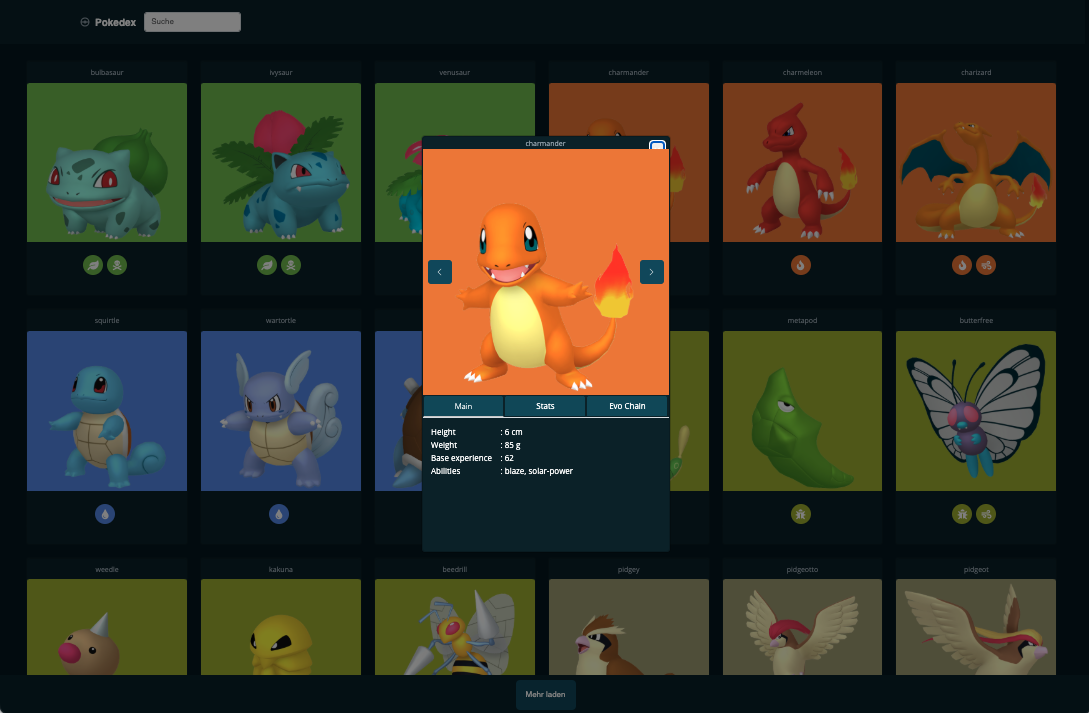 Pokedex Suche
bulbasaur ivysaur venusaur charmander charmeleon charizard
charmander
squirtle wartortle metapod butterfree
Main Stats Evo Chain
Height : 6 cm
Weight : 85 g
Base experience : 62
Abilities : blaze, solar-power
weedle kakuna beedrill pidgey pidgeotto pidgeot
Mehr laden